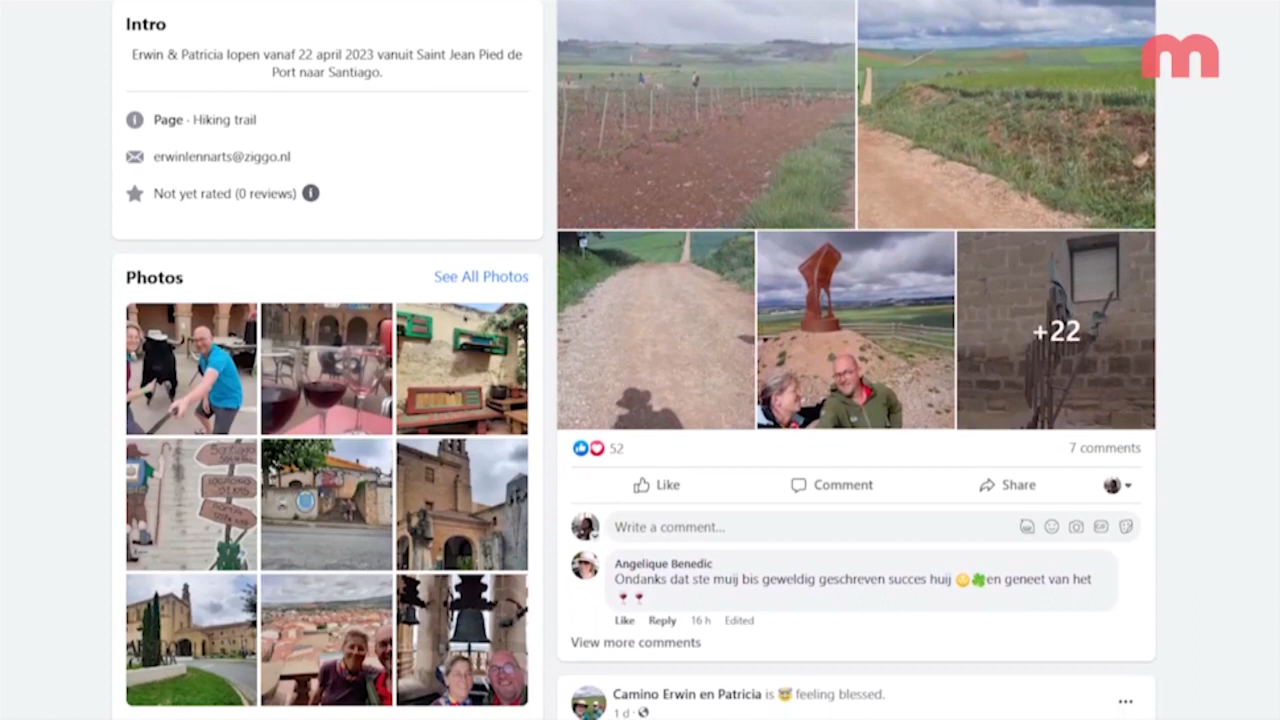 Intro
Erwin & Patricia lopen vanaf 22 april 2023 vanuit Saint Jean Pied de
Port naar Santiago.
Page · Hiking trail
erwinlennarts@ziggo.nl
Not yet rated (0 reviews)
Photos
See All Photos
m
+22
52
7 comments
Like
Comment
Share
Write a comment...
Angelique Benedic
Ondanks dat ste muij bis geweldig geschreven succes huij 😳🍀en geneet van het
🍷🍷
Like Reply 16 h Edited
View more comments
Camino Erwin en Patricia is 😇 feeling blessed.
1 d ·